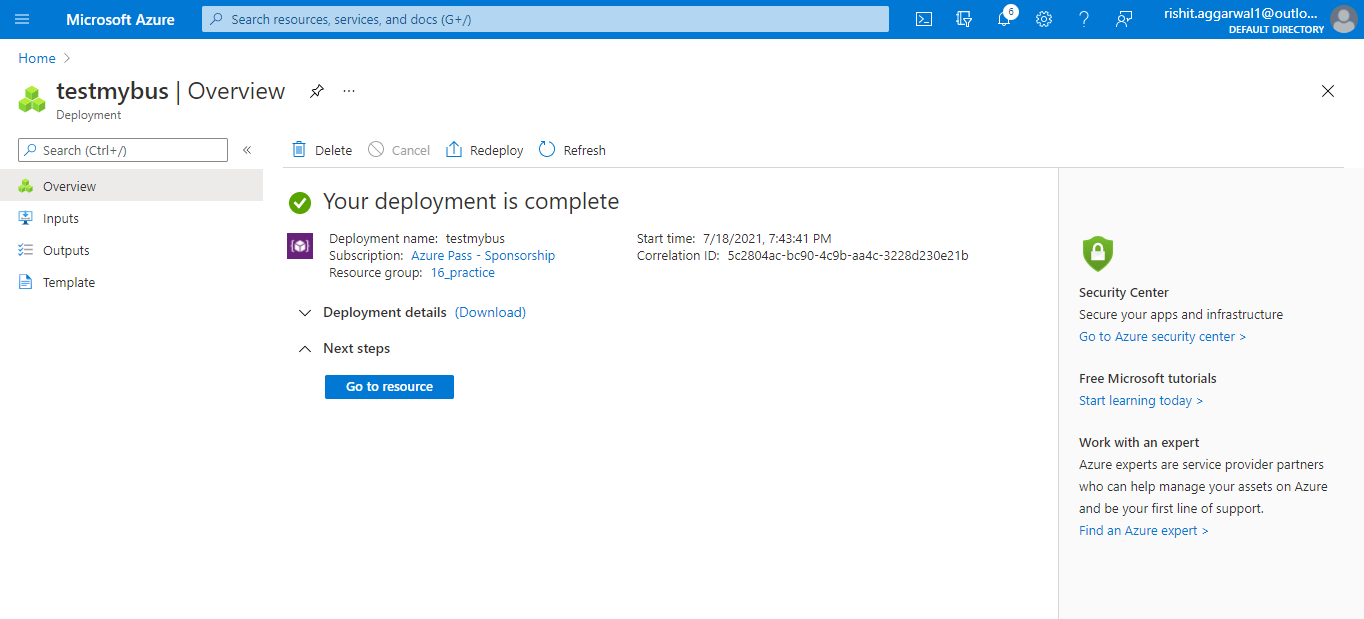 Microsoft Azure
Search resources, services, and docs (G+/)
6
rishit.aggarwal1@outlo...
DEFAULT DIRECTORY
Home >
testmybus | Overview
...
Deployment
Search (Ctrl+/)
«
Delete
Cancel
Redeploy
Refresh
Overview
Inputs
Outputs
Template
Your deployment is complete
Deployment name: testmybus
Subscription: Azure Pass - Sponsorship
Resource group: 16_practice
Start time: 7/18/2021, 7:43:41 PM
Correlation ID: 5c2804ac-bc90-4c9b-aa4c-3228d230e21b
Deployment details (Download)
Next steps
Go to resource
Security Center
Secure your apps and infrastructure
Go to Azure security center >
Free Microsoft tutorials
Start learning today >
Work with an expert
Azure experts are service provider partners
who can help manage your assets on Azure
and be your first line of support.
Find an Azure expert >